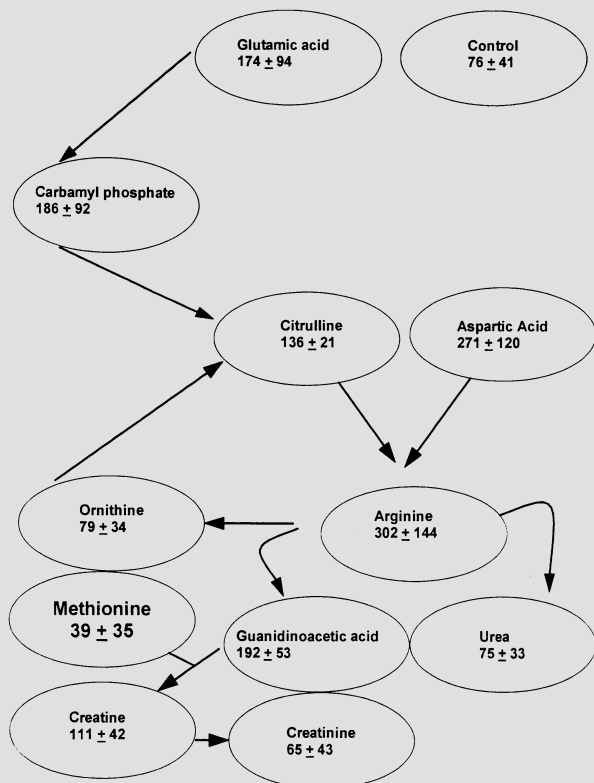 Glutamic acid
174 ± 94
Control
76 ± 41
Carbamyl phosphate
186 ± 92
Citrulline
136 ± 21
Aspartic Acid
271 ± 120
Ornithine
79 ± 34
Arginine
302 ± 144
Methionine
39 ± 35
Guanidinoacetic acid
192 ± 53
Urea
75 ± 33
Creatine
111 ± 42
Creatinine
65 ± 43